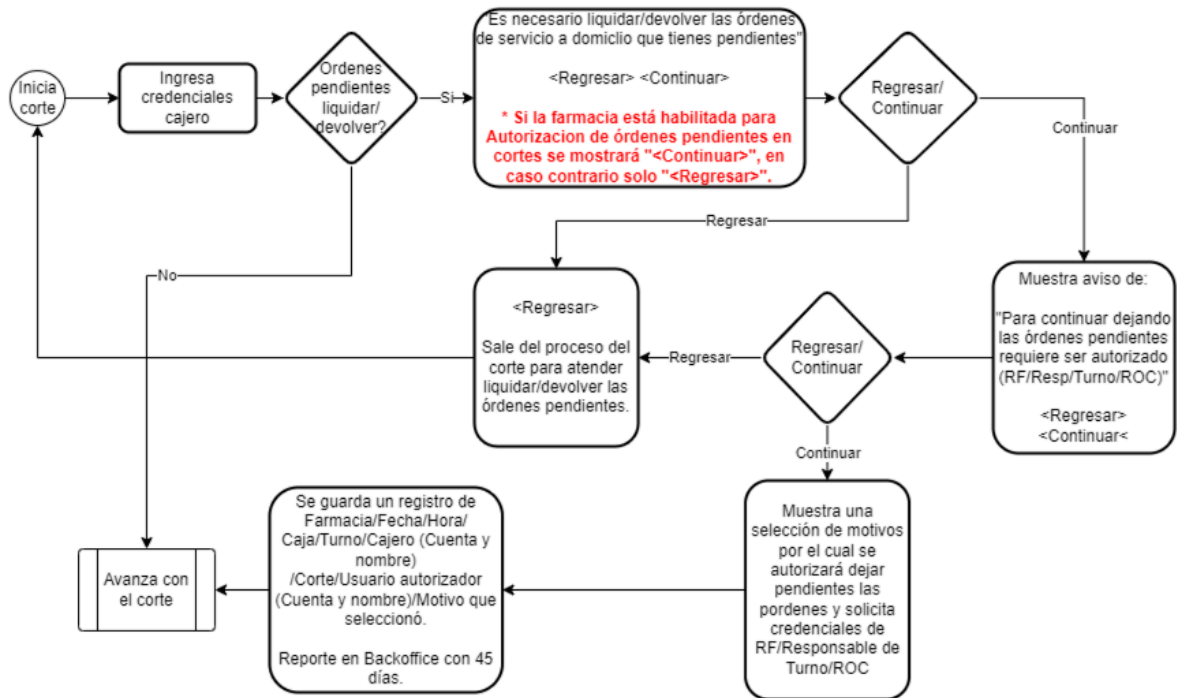 Inicia
corte
Ingresa
credenciales
cajero
Ordenes
pendientes
liquidar/
devolver?
Si
"Es necesario liquidar/devolver las órdenes
de servicio a domiclio que tienes pendientes"
<Regresar> <Continuar>
* Si la farmacia está habilitada para
Autorizacion de órdenes pendientes en
cortes se mostrará "<Continuar>", en
caso contrario solo "<Regresar>".
Regresar/
Continuar
Continuar
Regresar
No
<Regresar>
Sale del proceso del
corte para atender
liquidar/devolver las
órdenes pendientes.
Regresar
Regresar/
Continuar
Muestra aviso de:
"Para continuar dejando
las órdenes pendientes
requiere ser autorizado
(RF/Resp/Turno/ROC)"
<Regresar>
<Continuar<
Continuar
Avanza con
el corte
Se guarda un registro de
Farmacia/Fecha/Hora/
Caja/Turno/Cajero (Cuenta y
nombre)
/Corte/Usuario autorizador
(Cuenta y nombre)/Motivo que
seleccionó.
Reporte en Backoffice con 45
días.
Muestra una
selección de motivos
por el cual se
autorizará dejar
pendientes las
pordenes y solicita
credenciales de
RF/Responsable de
Turno/ROC